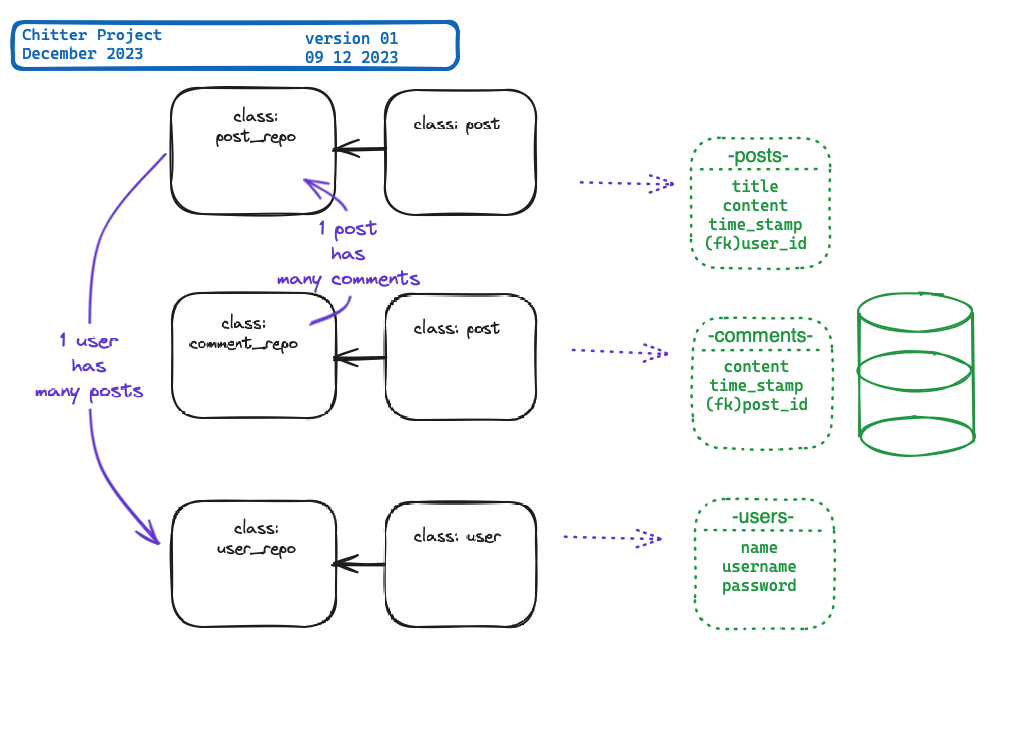 Chitter Project
December 2023
version 01
09 12 2023
class:
post_repo
class: post
-posts-
title
content
time_stamp
(fk)user_id
1 post
has
many comments
class:
comment_repo
class: post
-comments-
content
time_stamp
(fk)post_id
1 user
has
many posts
class:
user_repo
class: user
-users-
name
username
password